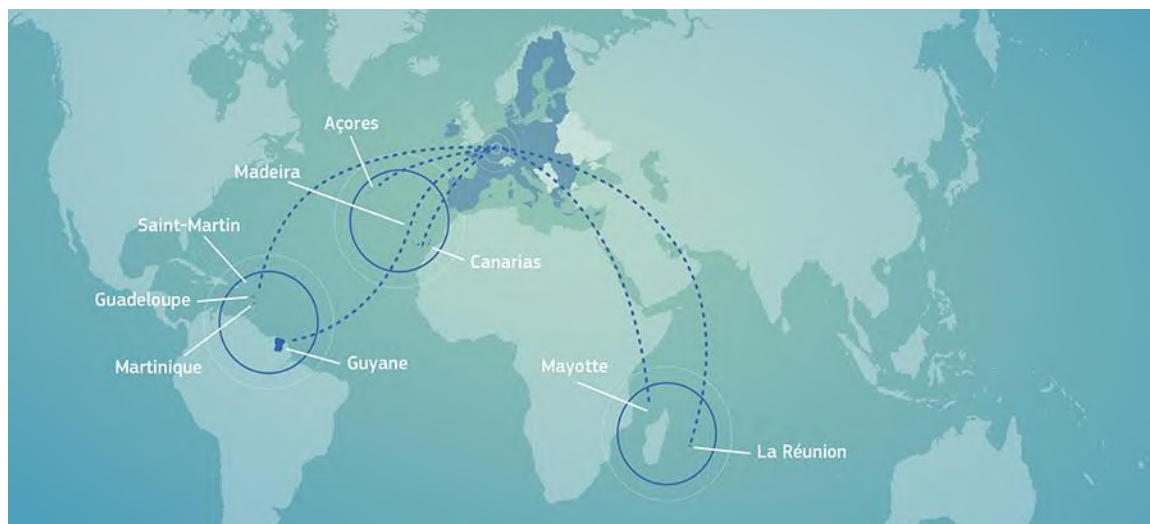 Açores
Madeira
Saint-Martin
Canarias
Guadeloupe
Martinique
Guyane
Mayotte
La Réunion